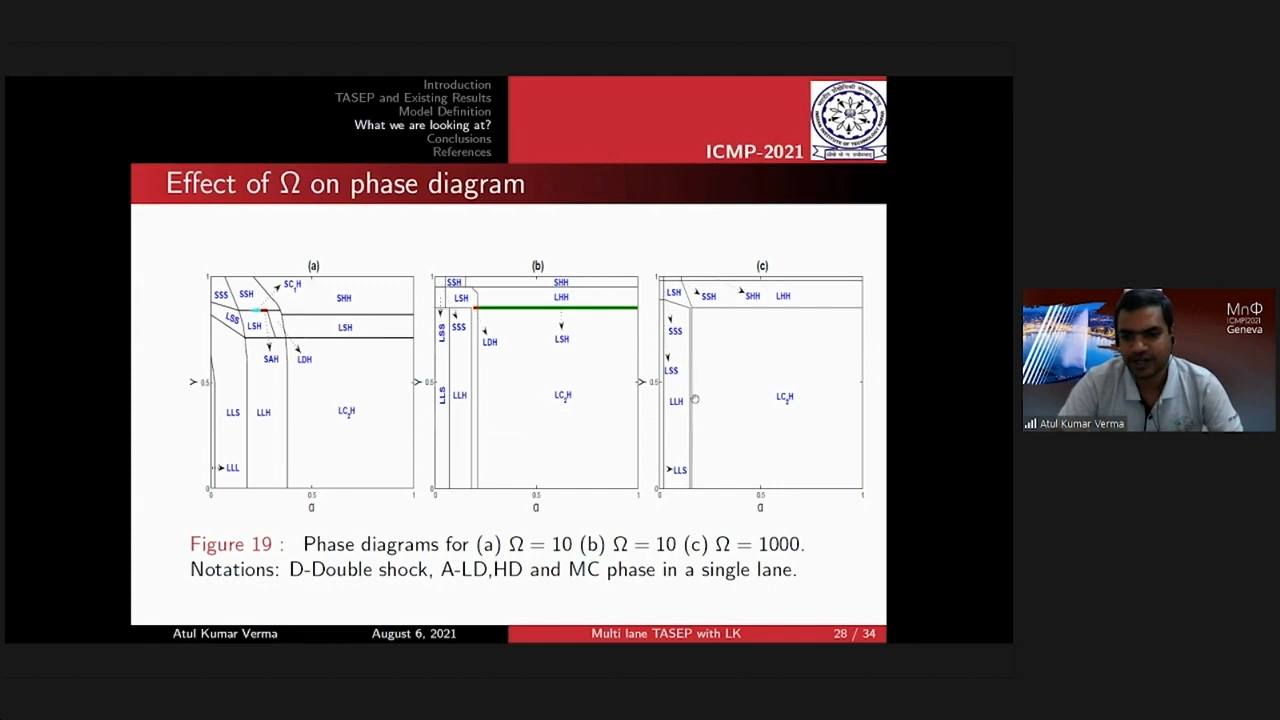 Introduction
TASEP and Existing Results
Model Definition
What we are looking at?
Conclusions
References
ICMP-2021
Effect of Ω on phase diagram
(a)
1
SSS
SSH
SC₁H
SHH
LSS
LSH
LSH
SAH
LDH
γ
0.5
LLS
LLH
LC₂H
LLL
0
0.5
1
α
(b)
1
SSH
SHH
LSH
LHH
LSS
SSS
LDH
LSH
γ
0.5
LLS
LLH
LC₂H
0
0.5
1
α
(c)
1
LSH
SSH
SHH
LHH
SSS
LSS
γ
0.5
LLH
LC₂H
LLS
0
0.5
1
α
Figure 19 : Phase diagrams for (a) Ω = 10 (b) Ω = 10 (c) Ω = 1000.
Notations: D-Double shock, A-LD,HD and MC phase in a single lane.
Atul Kumar Verma August 6, 2021 Multi lane TASEP with LK 28 / 34
MnΦ
ICMP2021
Geneva
Atul Kumar Verma